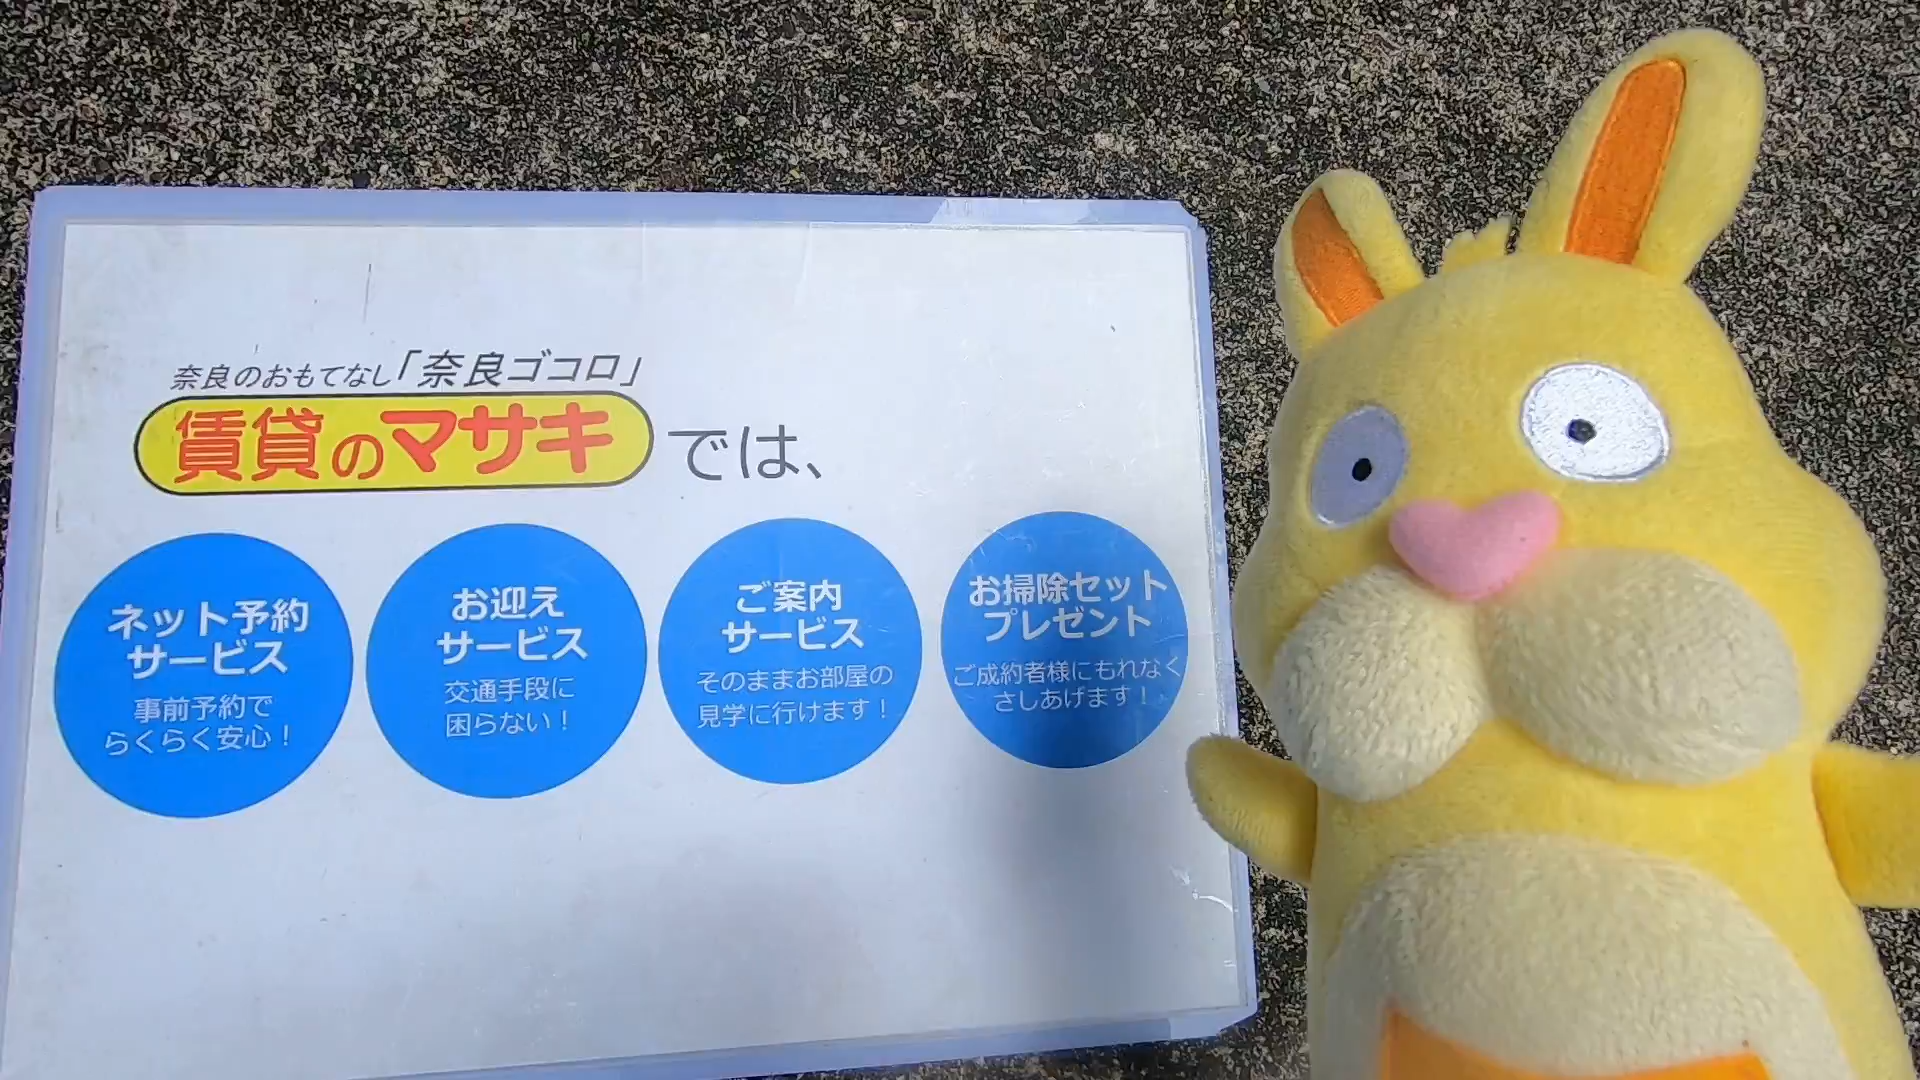 奈良のおもてなし「奈良ゴコロ」
賃貸のマサキでは、
ネット予約
サービス
事前予約で
らくらく安心！
お迎え
サービス
交通手段に
困らない！
ご案内
サービス
そのままお部屋の
見学に行けます！
お掃除セット
プレゼント
ご成約者様にもれなく
さしあげます！